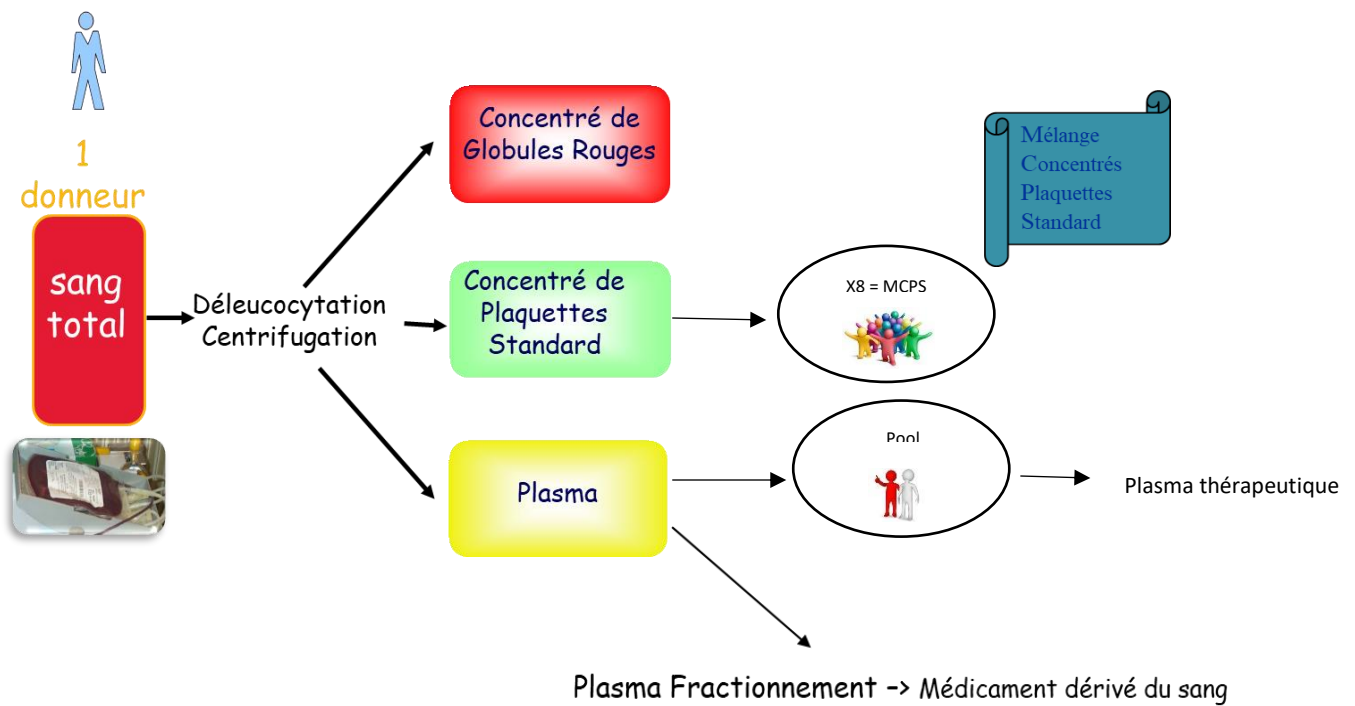 1
donneur
sang
total
Déleucocytation
Centrifugation
Concentré de
Globules Rouges
Concentré de
Plaquettes
Standard
Plasma
Mélange
Concentrés
Plaquettes
Standard
X8 = MCPS
Pool
Plasma thérapeutique
Plasma Fractionnement -> Médicament dérivé du sang